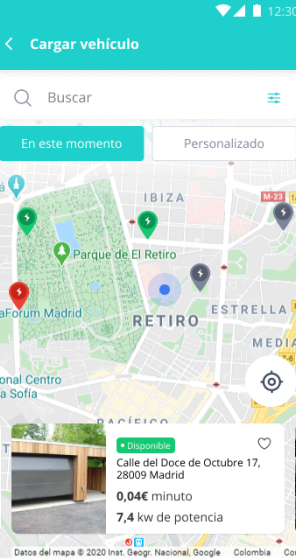 12:30
Cargar vehículo
Buscar
En este momento
Personalizado
IBIZA
M-23
Parque de El Retiro
aForum Madrid
ESTRELLA
RETIRO
MEDIA
onal Centro
a Sofía
PACÍFICO
Disponible
Calle del Doce de Octubre 17,
28009 Madrid
0,04€ minuto
7,4 kw de potencia
Datos del mapa © 2020 Inst. Geogr. Nacional, Google Colombia Co